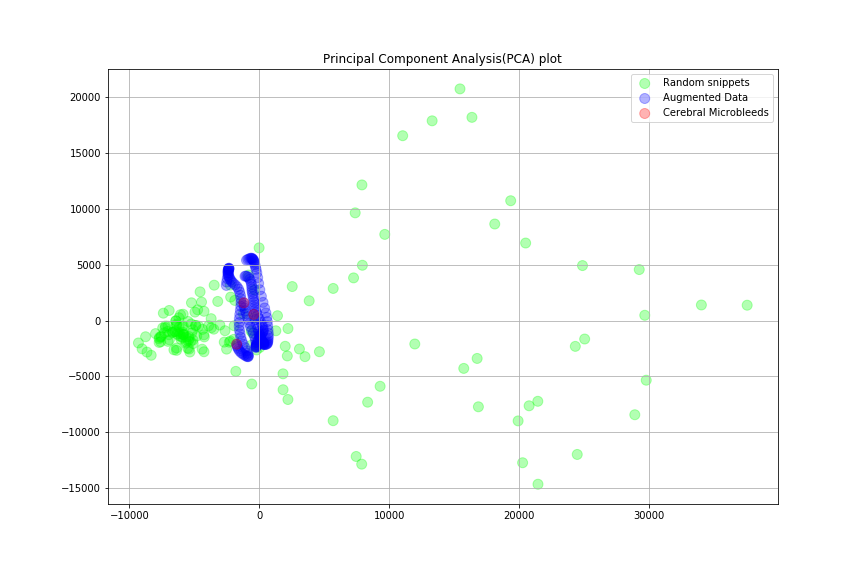 Principal Component Analysis(PCA) plot
Random snippets
Augmented Data
Cerebral Microbleeds
20000
15000
10000
5000
0
−5000
−10000
−15000
−10000 0 10000 20000 30000